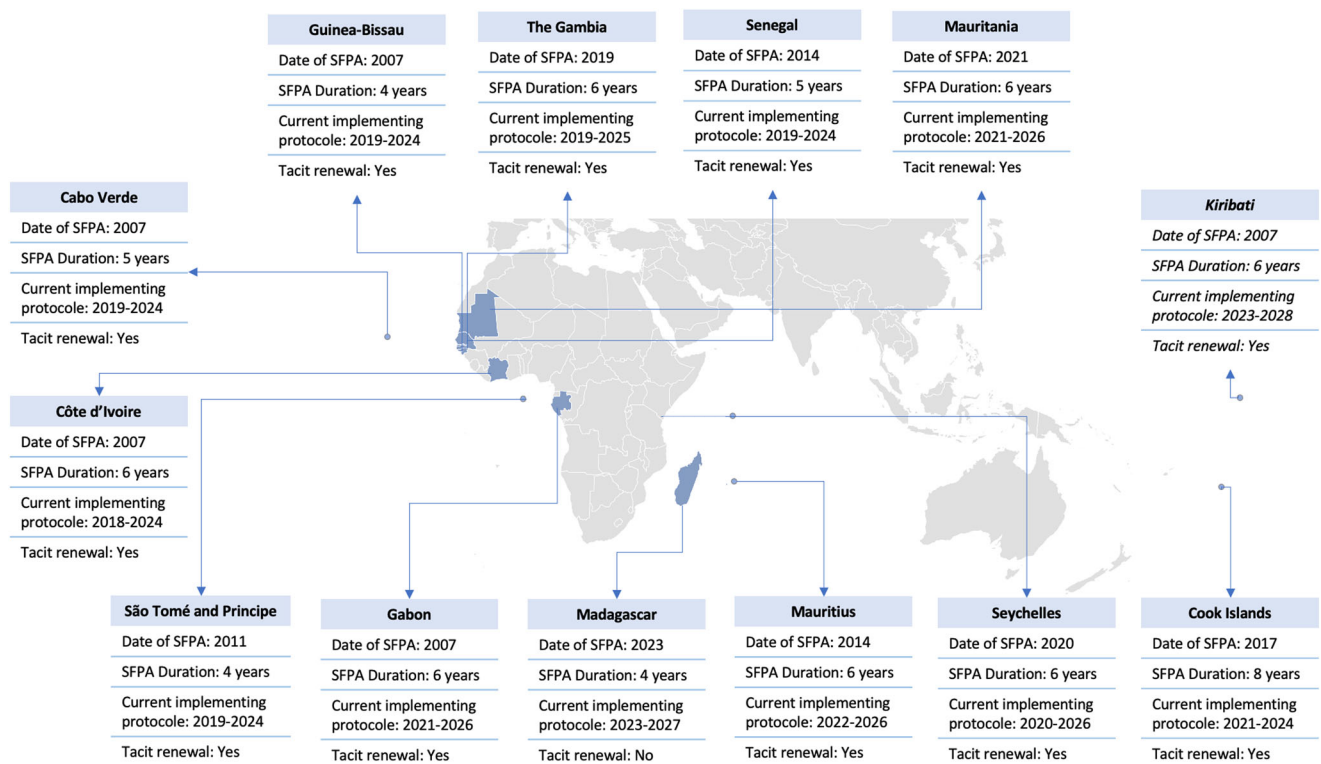 Guinea-Bissau
Date of SFPA: 2007
SFPA Duration: 4 years
Current implementing
protocole: 2019-2024
Tacit renewal: Yes
The Gambia
Date of SFPA: 2019
SFPA Duration: 6 years
Current implementing
protocole: 2019-2025
Tacit renewal: Yes
Senegal
Date of SFPA: 2014
SFPA Duration: 5 years
Current implementing
protocole: 2019-2024
Tacit renewal: Yes
Mauritania
Date of SFPA: 2021
SFPA Duration: 6 years
Current implementing
protocole: 2021-2026
Tacit renewal: Yes
Cabo Verde
Date of SFPA: 2007
SFPA Duration: 5 years
Current implementing
protocole: 2019-2024
Tacit renewal: Yes
Kiribati
Date of SFPA: 2007
SFPA Duration: 6 years
Current implementing
protocole: 2023-2028
Tacit renewal: Yes
Côte d'Ivoire
Date of SFPA: 2007
SFPA Duration: 6 years
Current implementing
protocole: 2018-2024
Tacit renewal: Yes
São Tomé and Principe
Date of SFPA: 2011
SFPA Duration: 4 years
Current implementing
protocole: 2019-2024
Tacit renewal: Yes
Gabon
Date of SFPA: 2007
SFPA Duration: 6 years
Current implementing
protocole: 2021-2026
Tacit renewal: Yes
Madagascar
Date of SFPA: 2023
SFPA Duration: 4 years
Current implementing
protocole: 2023-2027
Tacit renewal: No
Mauritius
Date of SFPA: 2014
SFPA Duration: 6 years
Current implementing
protocole: 2022-2026
Tacit renewal: Yes
Seychelles
Date of SFPA: 2020
SFPA Duration: 6 years
Current implementing
protocole: 2020-2026
Tacit renewal: Yes
Cook Islands
Date of SFPA: 2017
SFPA Duration: 8 years
Current implementing
protocole: 2021-2024
Tacit renewal: Yes